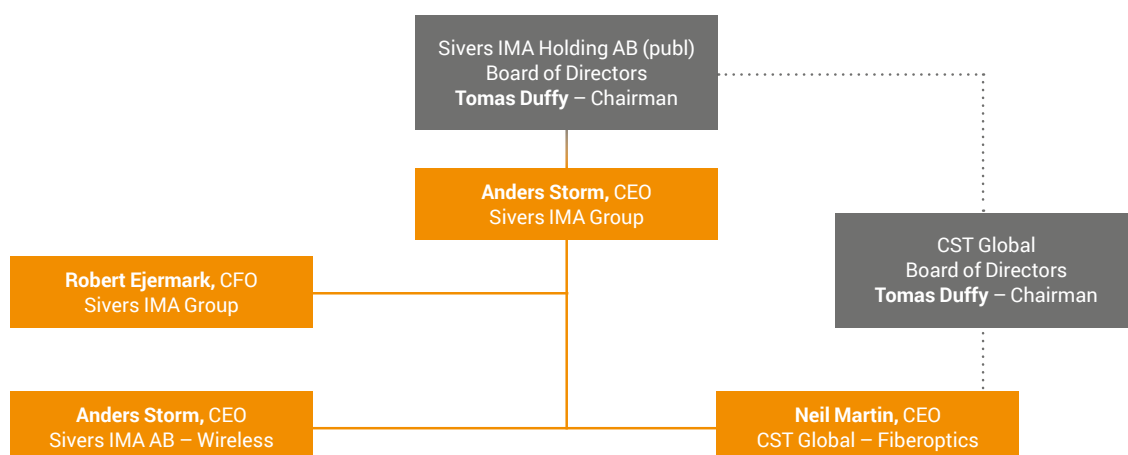 Sivers IMA Holding AB (publ)
Board of Directors
Tomas Duffy – Chairman
Anders Storm, CEO
Sivers IMA Group
CST Global
Board of Directors
Tomas Duffy – Chairman
Robert Ejermark, CFO
Sivers IMA Group
Anders Storm, CEO
Sivers IMA AB – Wireless
Neil Martin, CEO
CST Global – Fiberoptics